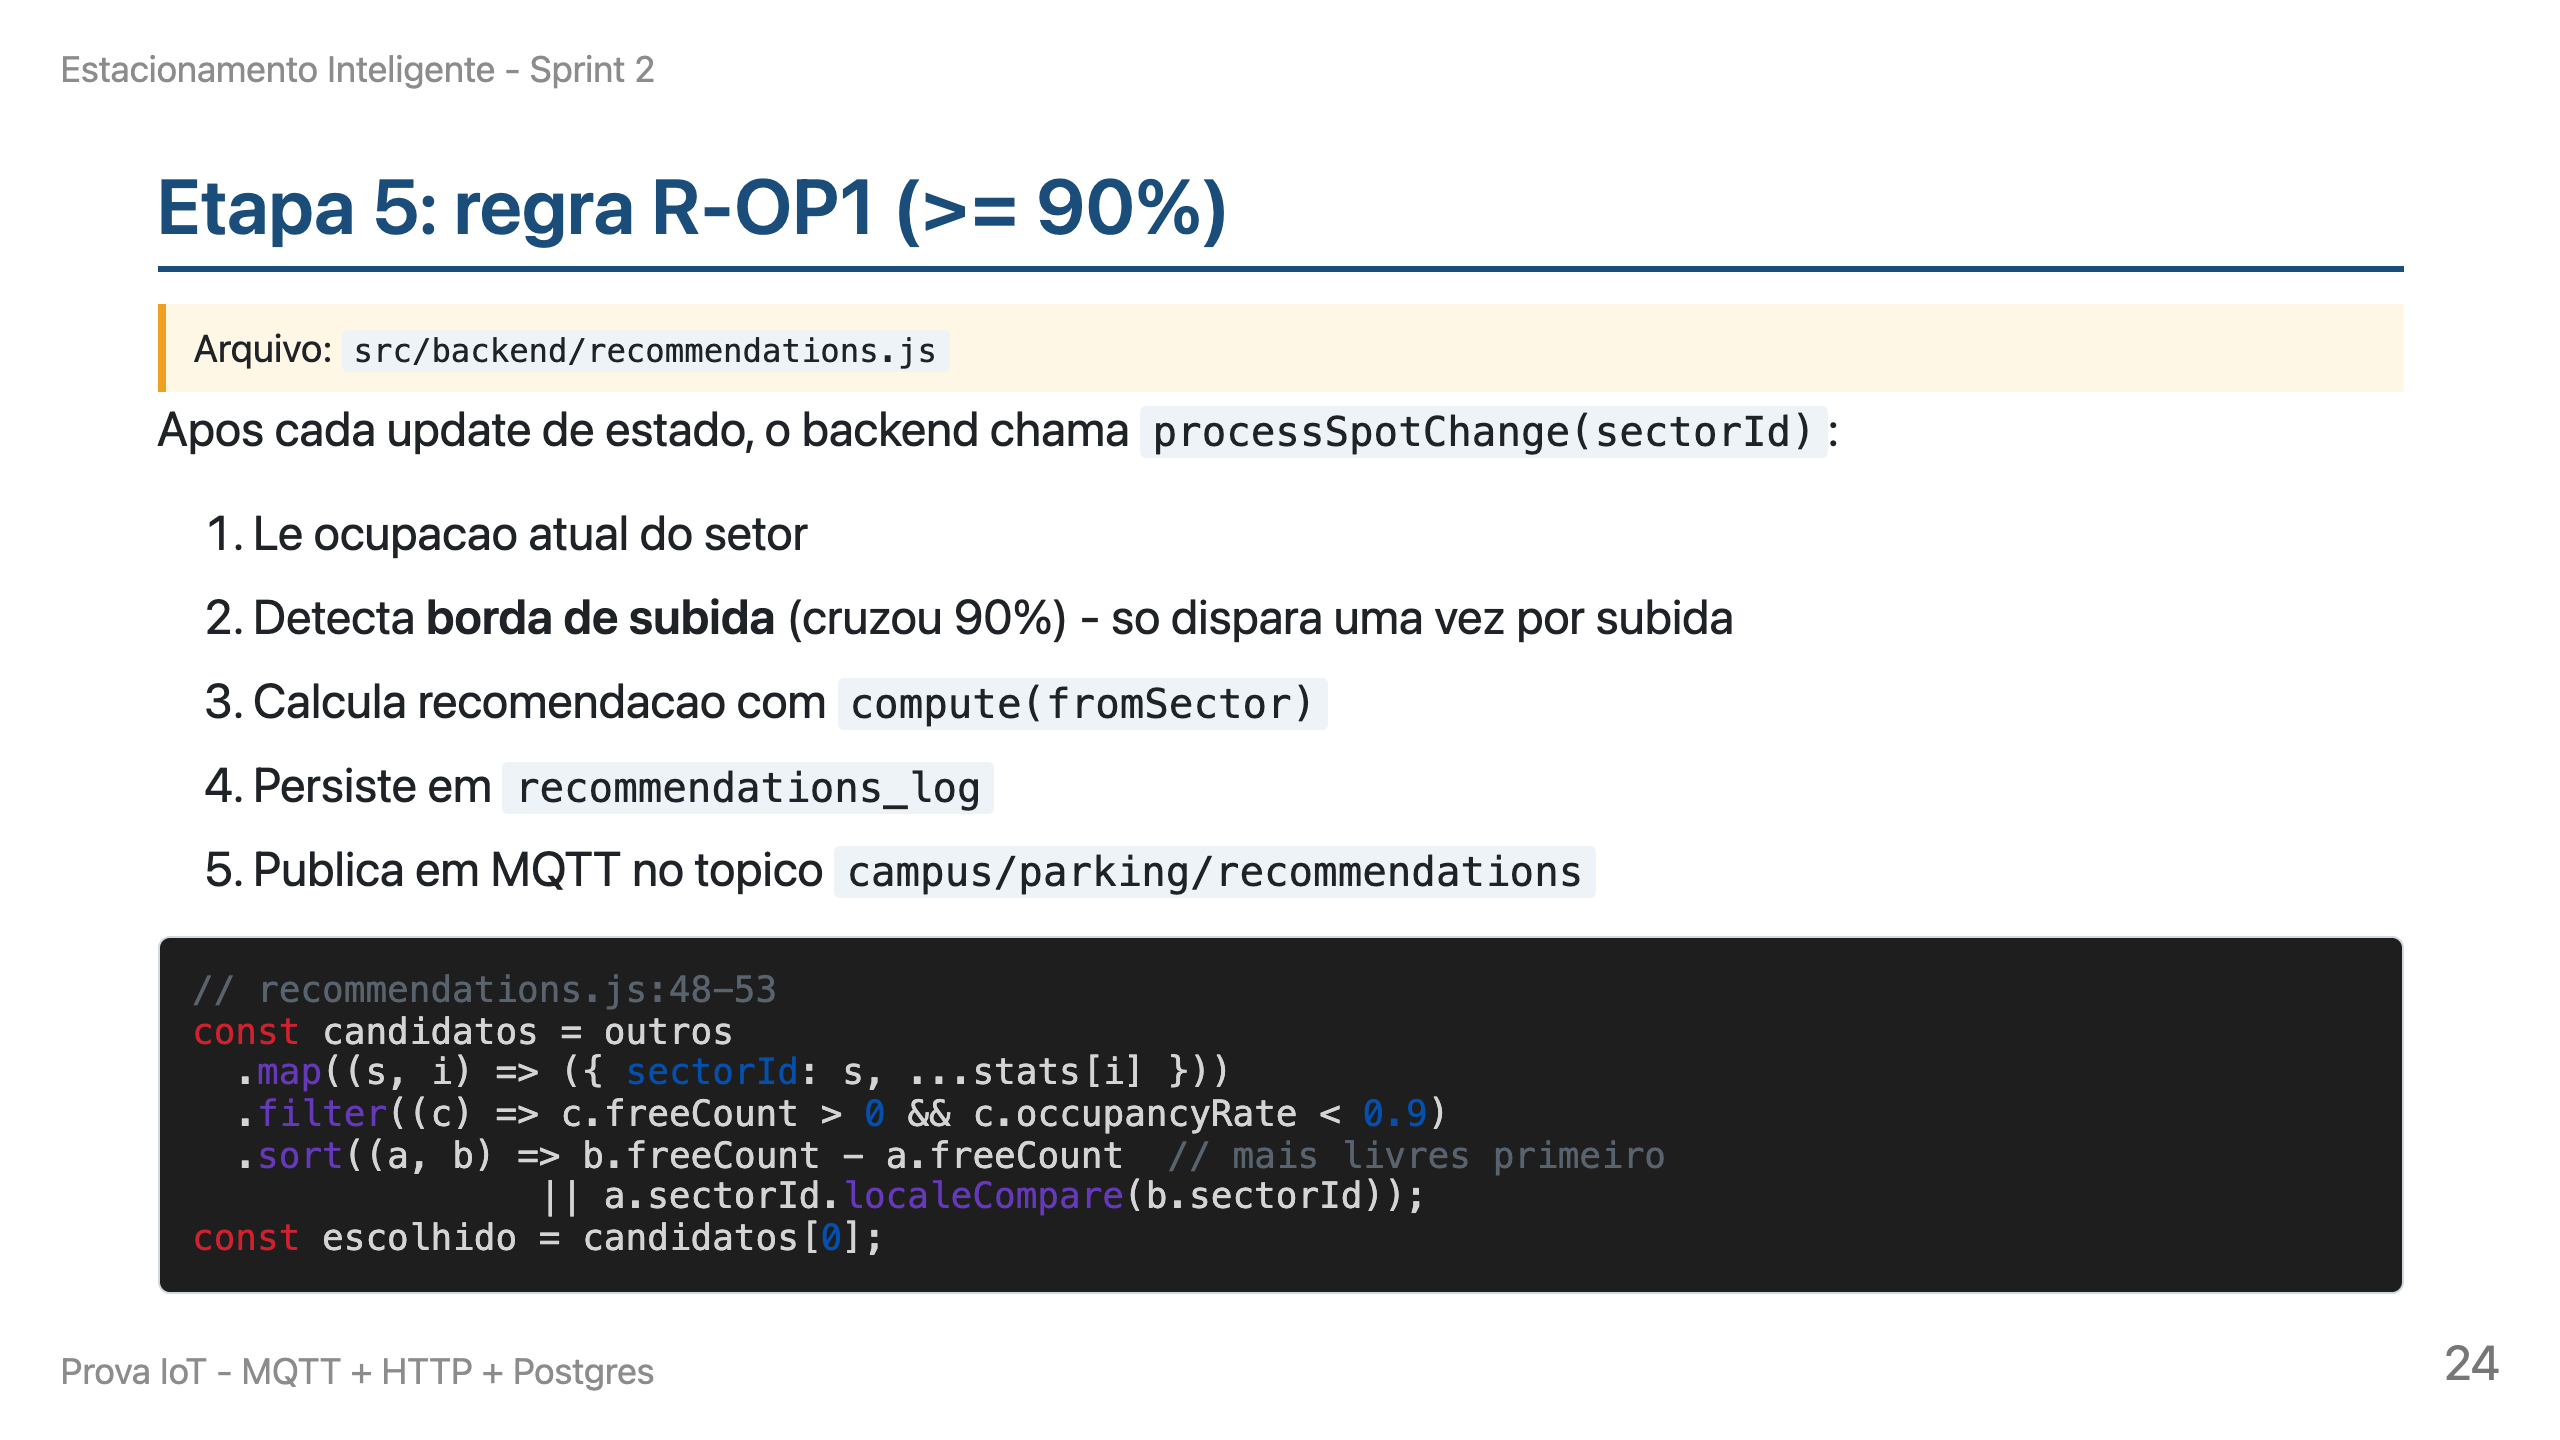 Estacionamento Inteligente - Sprint 2
Etapa 5: regra R-OP1 (>= 90%)
Arquivo: src/backend/recommendations.js
Apos cada update de estado, o backend chama processSpotChange(sectorId) :
1. Le ocupacao atual do setor
2. Detecta borda de subida (cruzou 90%) - so dispara uma vez por subida
3. Calcula recomendacao com compute(fromSector)
4. Persiste em recommendations_log
5. Publica em MQTT no topico campus/parking/recommendations
// recommendations.js:48-53
const candidatos = outros
  .map((s, i) => ({ sectorId: s, ...stats[i] }))
  .filter((c) => c.freeCount > 0 && c.occupancyRate < 0.9)
  .sort((a, b) => b.freeCount - a.freeCount  // mais livres primeiro
                || a.sectorId.localeCompare(b.sectorId));
const escolhido = candidatos[0];
Prova IoT - MQTT + HTTP + Postgres
24